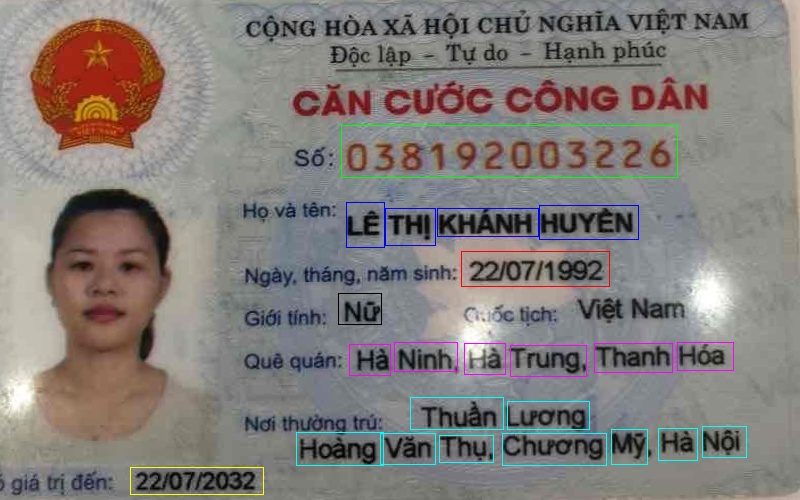 CỘNG HÒA XÃ HỘI CHỦ NGHĨA VIỆT NAM
Độc lập - Tự do - Hạnh phúc
CĂN CƯỚC CÔNG DÂN
Số: 038192003226
Họ và tên: LÊ THỊ KHÁNH HUYỀN
Ngày, tháng, năm sinh: 22/07/1992
Giới tính: Nữ Quốc tịch: Việt Nam
Quê quán: Hà Ninh, Hà Trung, Thanh Hóa
Nơi thường trú: Thuần Lương
Hoàng Văn Thụ, Chương Mỹ, Hà Nội
giá trị đến: 22/07/2032